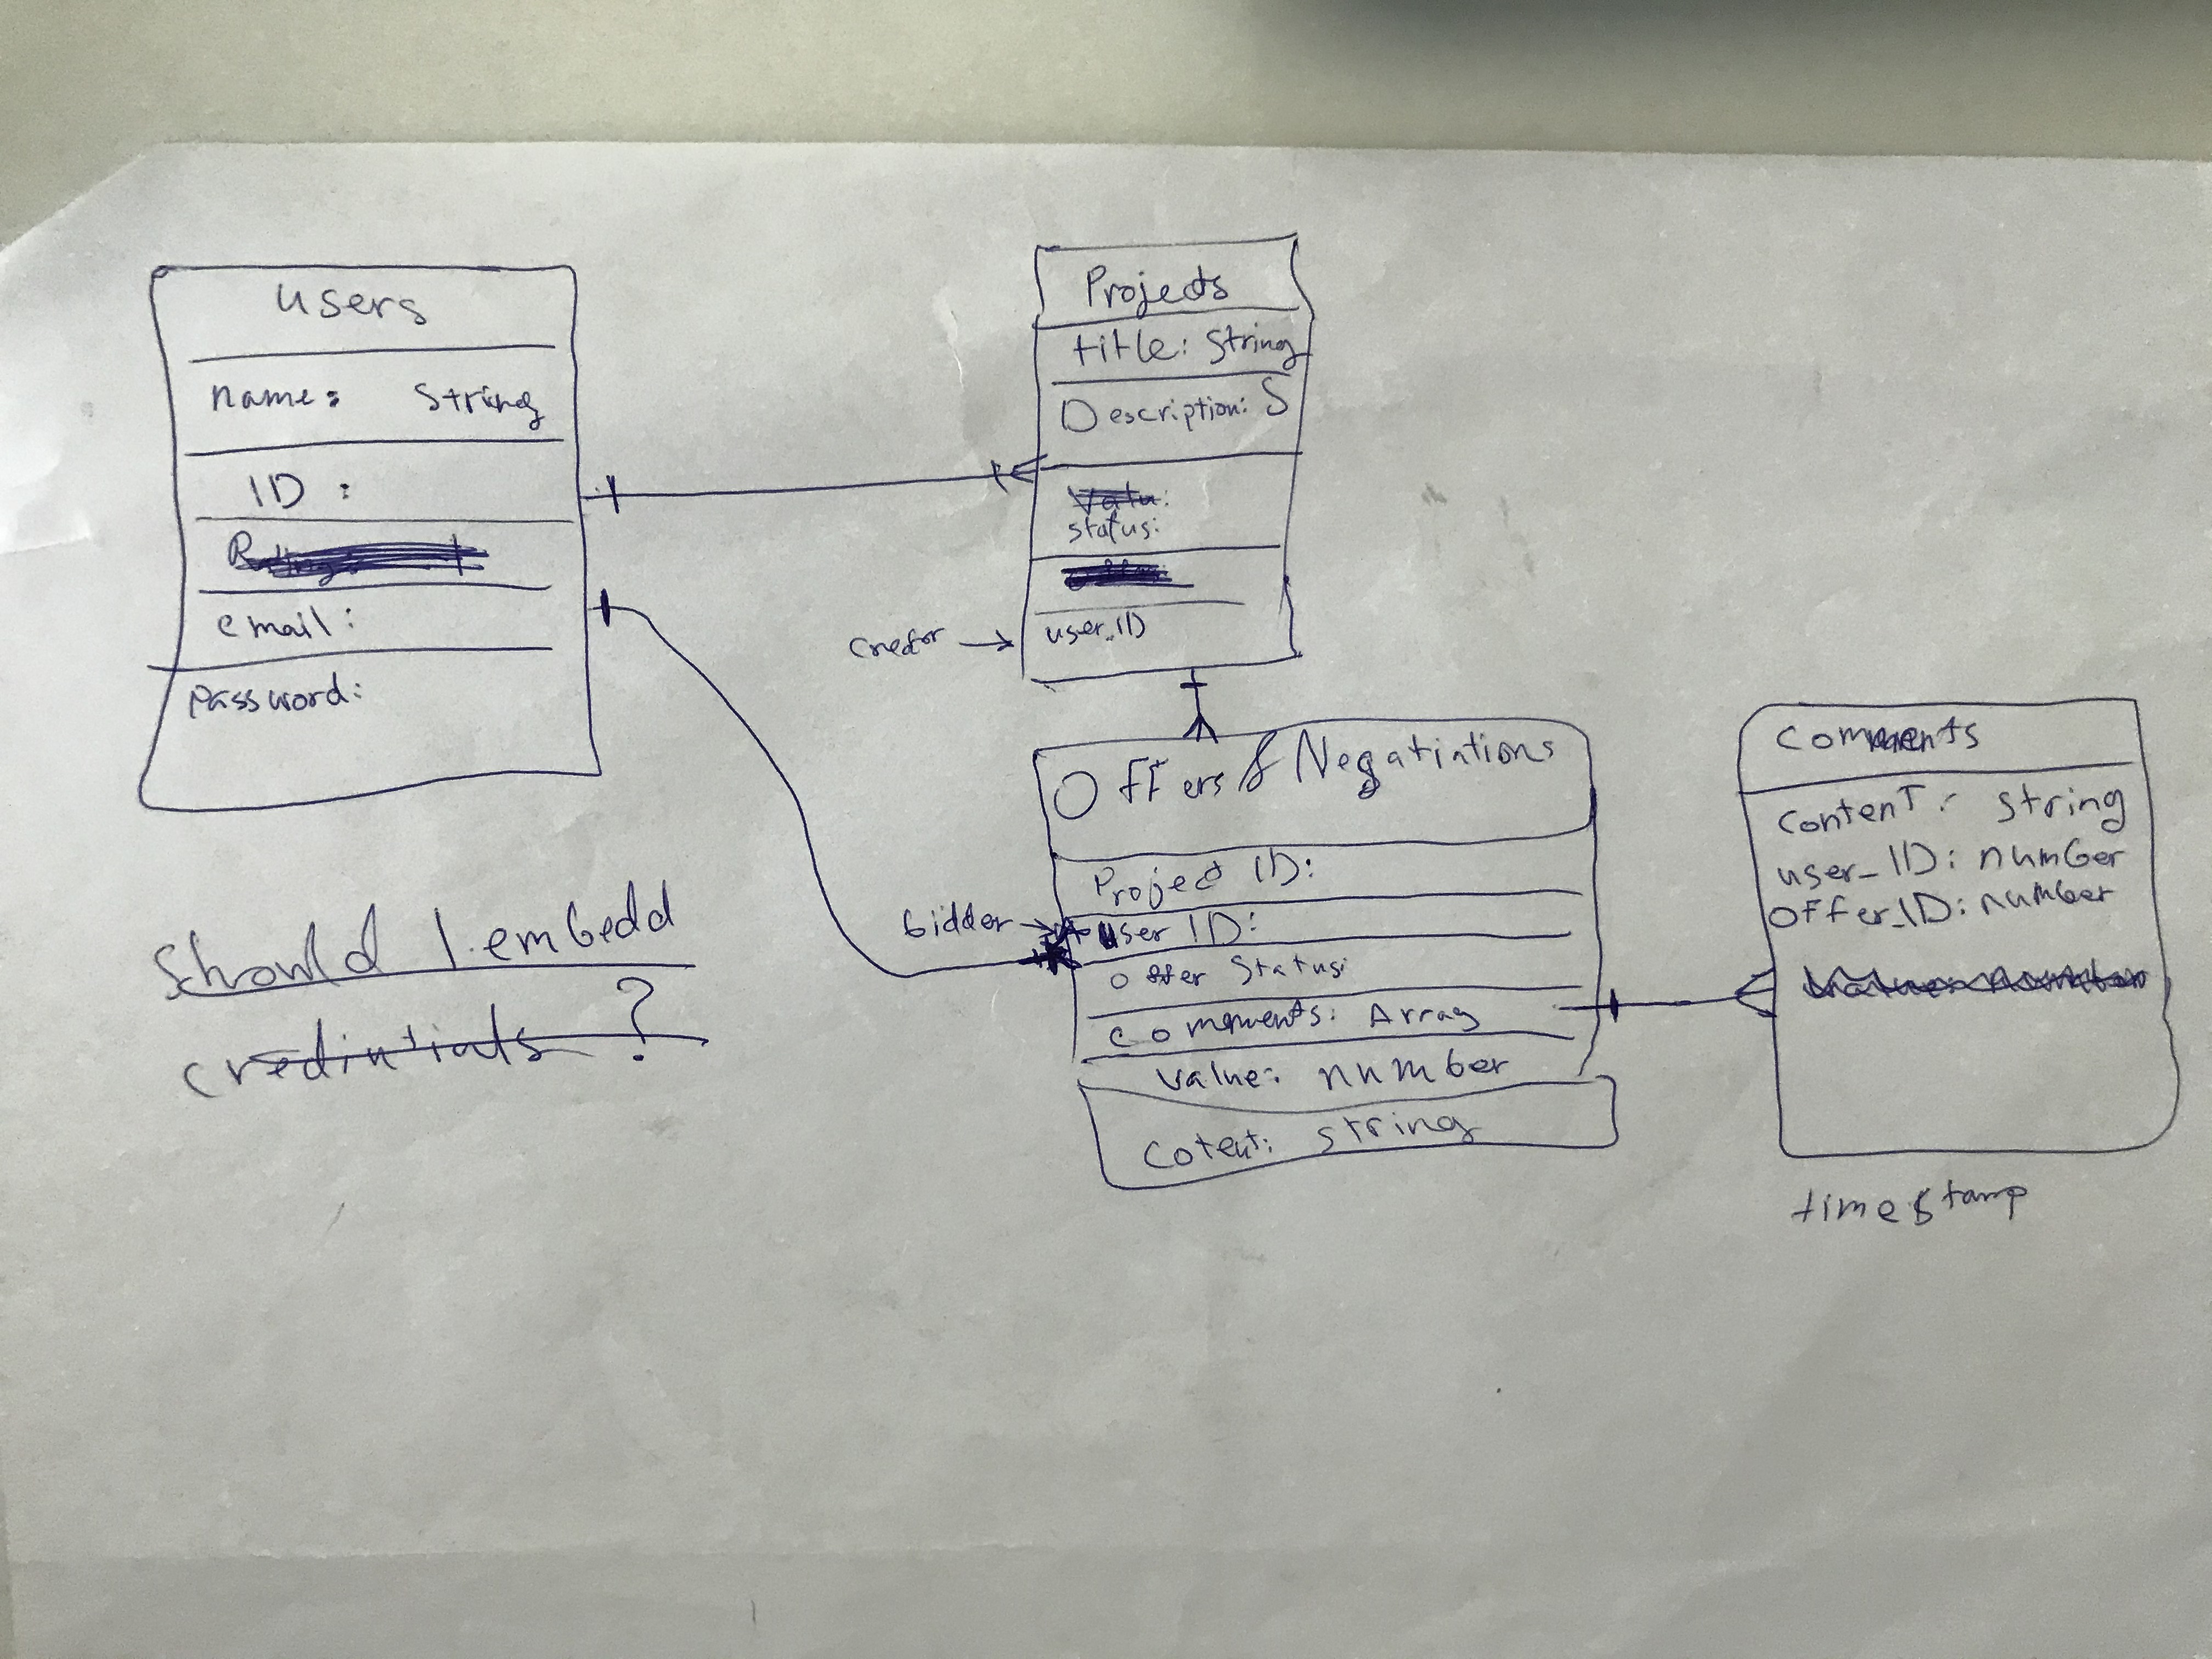 Users
name: String
ID:
email:
Password:
Should I embedd
credintials ?
Projects
title: String
Description: S
status:
user_ID
creator →
Offers & Negatiations
Projed ID:
bidder →
user ID:
offer Status:
comments: Array
Value: number
Cotent: string
Comments
Content: String
user_ID: number
Offer_ID: number
timestamp